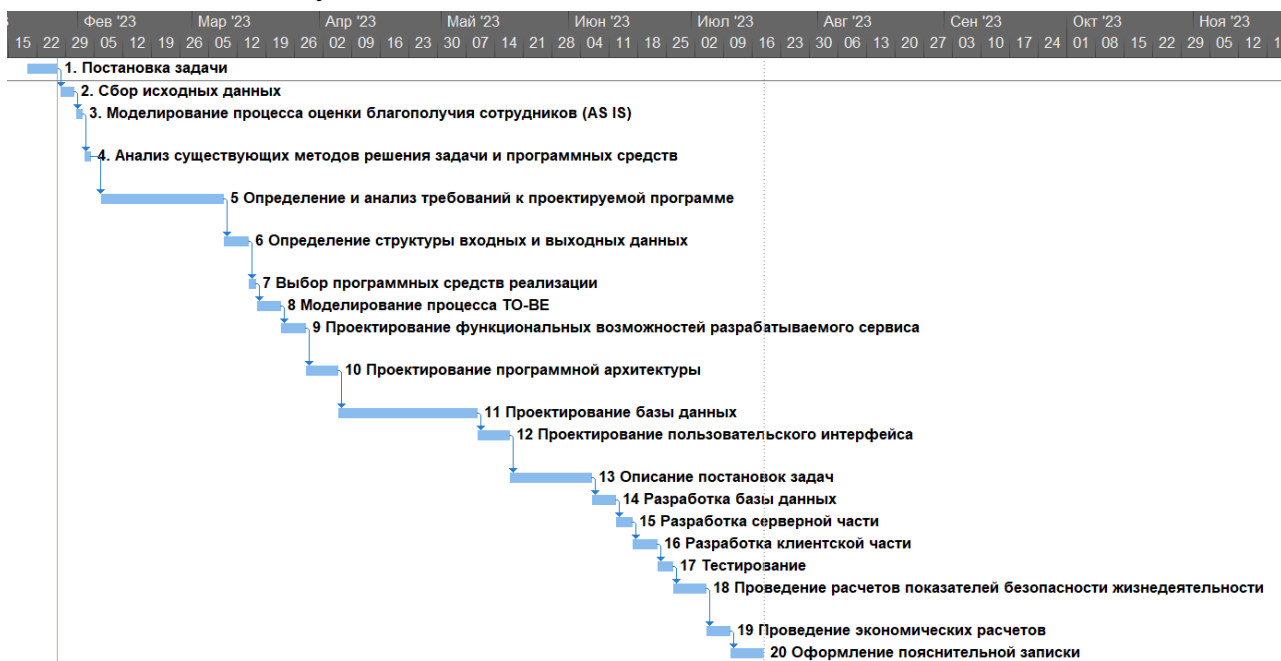 Фев '23 Мар '23 Апр '23 Май '23 Июн '23 Июл '23 Авг '23 Сен '23 Окт '23 Ноя '23
15 22 29 05 12 19 26 05 12 19 26 02 09 16 23 30 07 14 21 28 04 11 18 25 02 09 16 23 30 06 13 20 27 03 10 17 24 01 08 15 22 29 05 12
1. Постановка задачи
2. Сбор исходных данных
3. Моделирование процесса оценки благополучия сотрудников (AS IS)
4. Анализ существующих методов решения задачи и программных средств
5 Определение и анализ требований к проектируемой программе
6 Определение структуры входных и выходных данных
7 Выбор программных средств реализации
8 Моделирование процесса TO-BE
9 Проектирование функциональных возможностей разрабатываемого сервиса
10 Проектирование программной архитектуры
11 Проектирование базы данных
12 Проектирование пользовательского интерфейса
13 Описание постановок задач
14 Разработка базы данных
15 Разработка серверной части
16 Разработка клиентской части
17 Тестирование
18 Проведение расчетов показателей безопасности жизнедеятельности
19 Проведение экономических расчетов
20 Оформление пояснительной записки